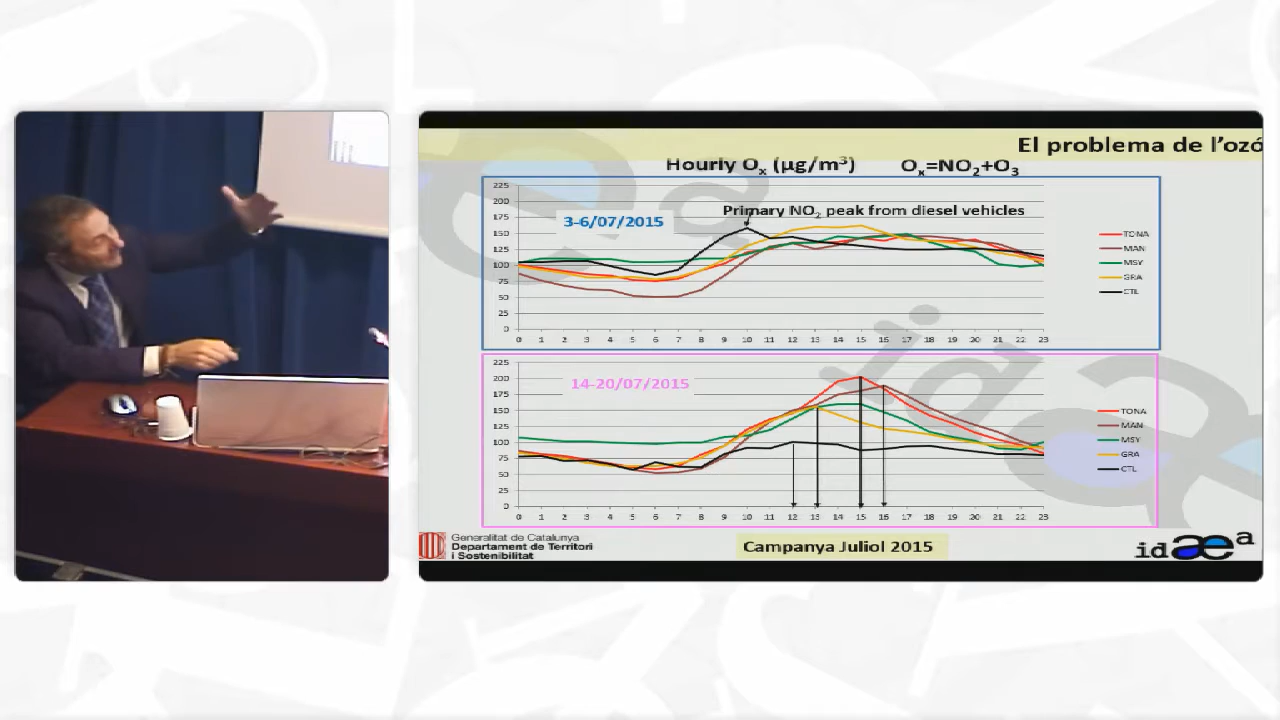 El problema de l'ozó
Hourly Ox (µg/m³) Ox=NO2+O3
225
200
175
150
125
100
75
50
25
0
3-6/07/2015
Primary NO2 peak from diesel vehicles
TONA
MAN
MSY
GRA
CTL
0 1 2 3 4 5 6 7 8 9 10 11 12 13 14 15 16 17 18 19 20 21 22 23
225
200
175
150
125
100
75
50
25
0
14-20/07/2015
TONA
MAN
MSY
GRA
CTL
0 1 2 3 4 5 6 7 8 9 10 11 12 13 14 15 16 17 18 19 20 21 22 23
Generalitat de Catalunya
Departament de Territori
i Sostenibilitat
Campanya Juliol 2015
idæa